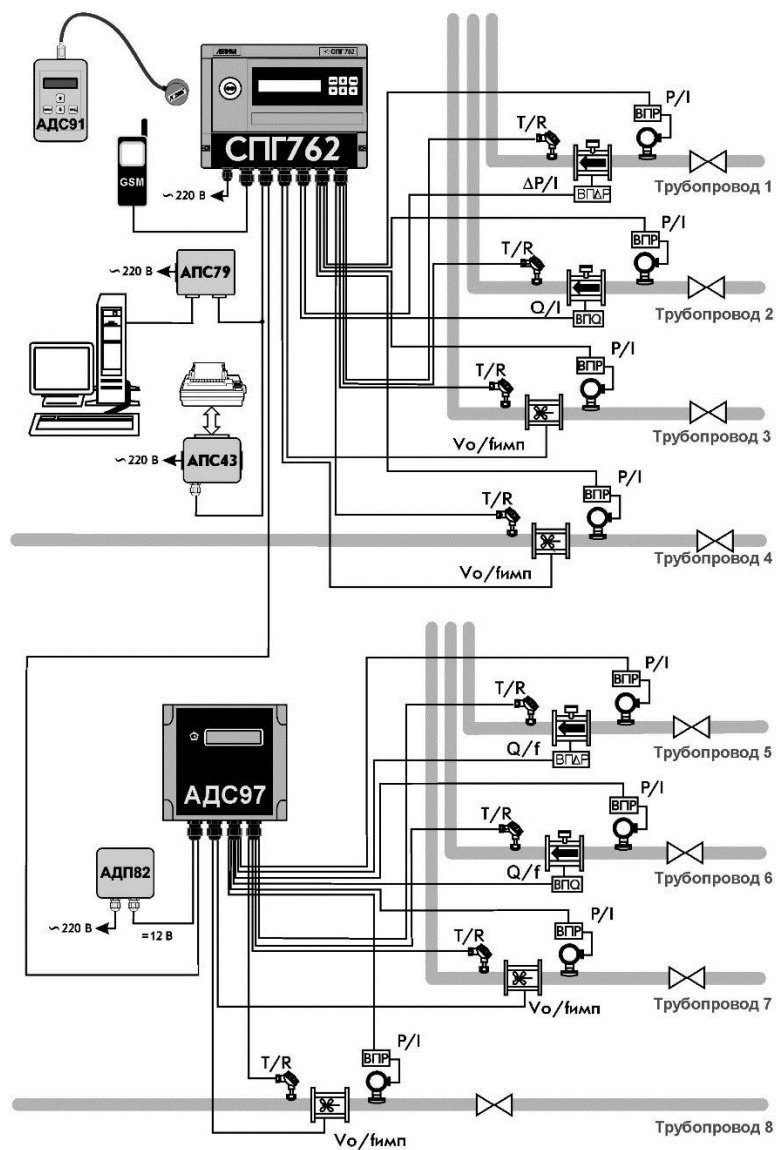 ЛОГИКА
СПГ762
АДС91
СПГ762
GSM
~ 220 В
P/I
ВПР
T/R
ΔP/I
ВПΔР
Трубопровод 1
P/I
ВПР
T/R
~ 220 В
АПС79
Q/I
ВПQ
Трубопровод 2
P/I
ВПР
T/R
Vo/fимп
Трубопровод 3
~ 220 В
АПС43
P/I
ВПР
T/R
Vo/fимп
Трубопровод 4
P/I
ВПР
T/R
Q/f
ВПΔР
Трубопровод 5
АДС97
P/I
ВПР
T/R
Q/f
ВПQ
Трубопровод 6
АДП82
~ 220 В
=12 В
P/I
ВПР
T/R
Vo/fимп
Трубопровод 7
P/I
ВПР
T/R
Vo/fимп
Трубопровод 8